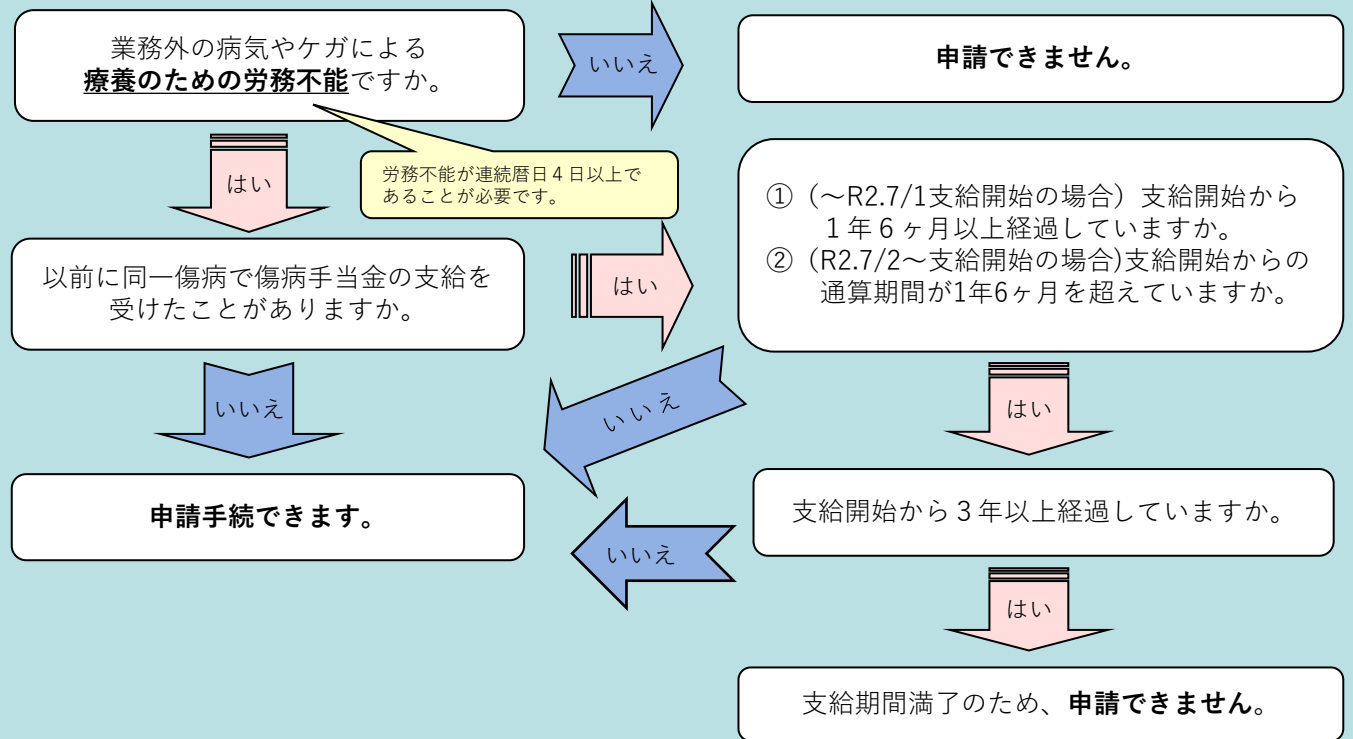 業務外の病気やケガによる
療養のための労務不能ですか。
いいえ
申請できません。
労務不能が連続暦日４日以上で
あることが必要です。
はい
以前に同一傷病で傷病手当金の支給を
受けたことがありますか。
はい
①（～R2.7/1支給開始の場合）支給開始から
１年６ヶ月以上経過していますか。
②（R2.7/2～支給開始の場合)支給開始からの
通算期間が1年6ヶ月を超えていますか。
いいえ
いいえ
はい
申請手続できます。
いいえ
支給開始から３年以上経過していますか。
はい
支給期間満了のため、申請できません。